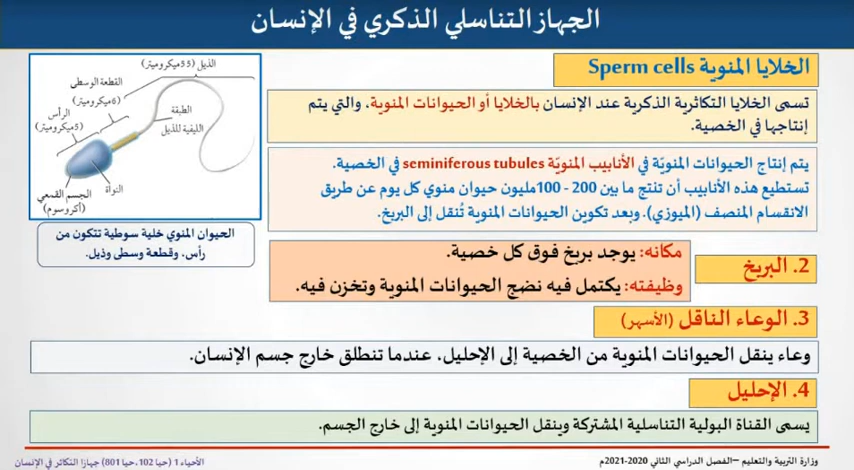 الجهاز التناسلي الذكري في الإنسان
الخلايا المنوية Sperm cells
تسمى الخلايا التكاثرية الذكرية عند الإنسان بالخلايا أو الحيوانات المنوية، والتي يتم
إنتاجها في الخصية.
يتم إنتاج الحيوانات المنويّة في الأنابيب المنويّة seminiferous tubules في الخصية.
تستطيع هذه الأنابيب أن تنتج ما بين 200 - 100مليون حيوان منوي كل يوم عن طريق
الانقسام المنصف (الميوزي). وبعد تكوين الحيوانات المنوية تُنقل إلى البربخ.
الذيل (55ميكروميتر)
القطعة الوسطى
(6ميكروميتر)
الرأس
(5ميكروميتر)
الطبقة
الليفية للذيل
النواة
الجسم القمعي
(أكروسوم)
الحيوان المنوي خلية سوطية تتكون من
رأس، وقطعة وسطى وذيل.
2. البربخ
مكانه: يوجد بربخ فوق كل خصية.
وظيفته: يكتمل فيه نضج الحيوانات المنوية وتخزن فيه.
3. الوعاء الناقل (الأسهر)
وعاء ينقل الحيوانات المنوية من الخصية إلى الإحليل، عندما تنطلق خارج جسم الإنسان.
4. الإحليل
يسمى القناة البولية التناسلية المشتركة وينقل الحيوانات المنوية إلى خارج الجسم.
وزارة التربية والتعليم –الفصل الدراسي الثاني 2020-2021م
الأحياء 1 (حيا 102،حيا 801) جهازا التكاثر في الإنسان